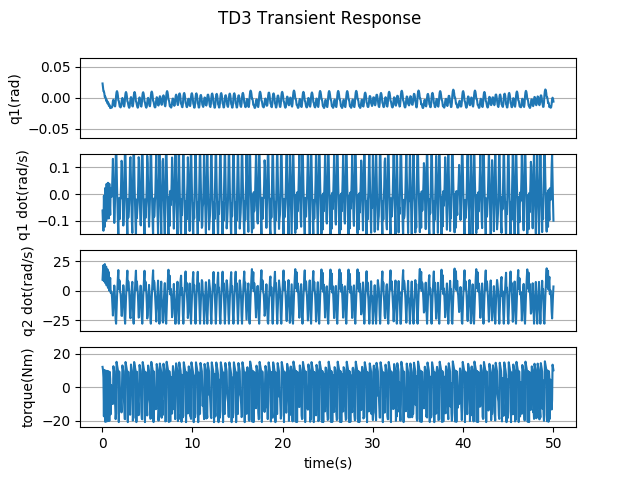 TD3 Transient Response
q1(rad)
0.05
0.00
−0.05
q1 dot(rad/s)
0.1
0.0
−0.1
q2 dot(rad/s)
25
0
−25
torque(Nm)
20
0
−20
0 10 20 30 40 50
time(s)